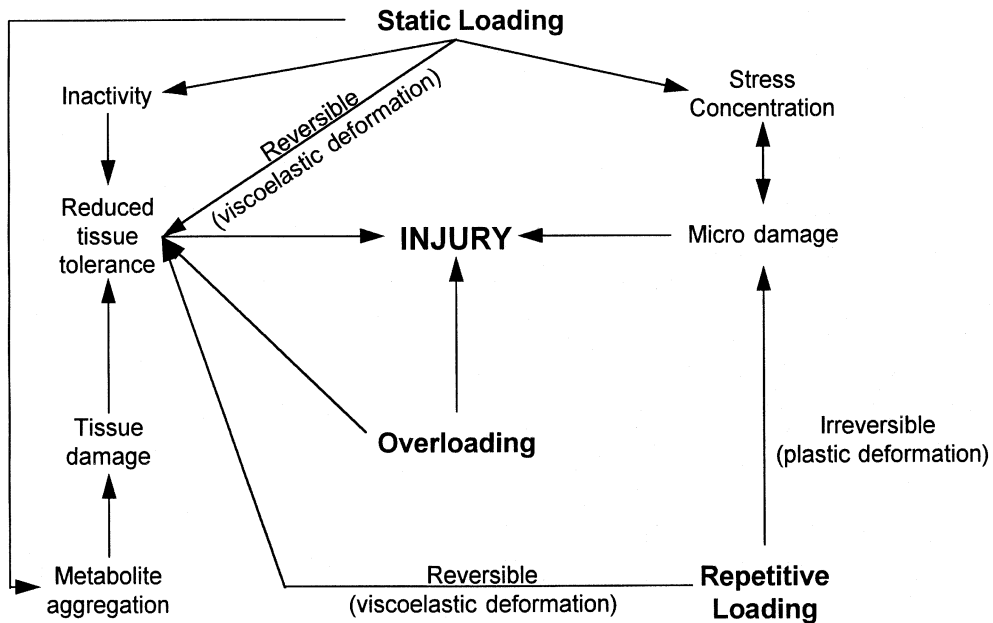 Static Loading
Inactivity
Stress
Concentration
Reversible
(viscoelastic deformation)
Reduced
tissue
tolerance
INJURY
Micro damage
Tissue
damage
Overloading
Irreversible
(plastic deformation)
Metabolite
aggregation
Reversible
(viscoelastic deformation)
Repetitive
Loading